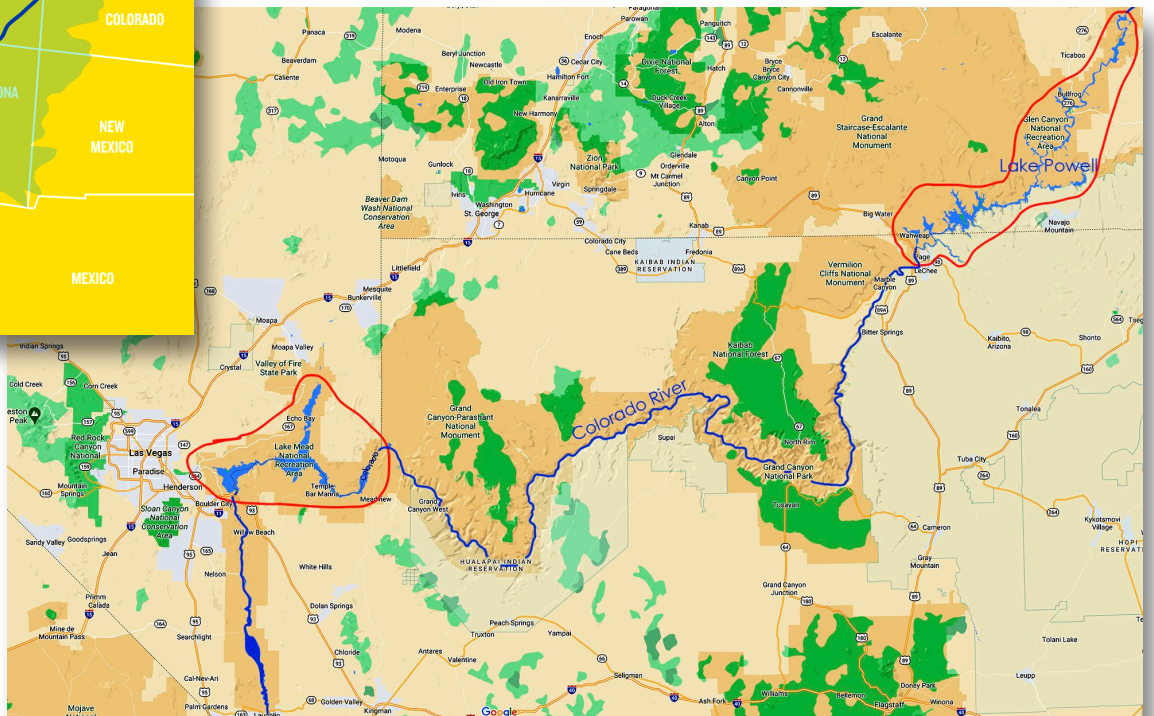 COLORADO
ONA
NEW
MEXICO
MEXICO
Panaca
Modena
Parowan
Panguitch
Escalante
Ticaboo
Beaverdam
Caliente
Beryl Junction
Newcastle
Enoch
Cedar City
Hamilton Fort
Old Iron Town
Enterprise
Kanarraville
New Harmony
Dixie National
Forest
Duck Creek
Village
Hatch
Alton
Bryce
Bryce
Canyon City
Cannonville
Grand
Staircase-Escalante
National
Monument
Bullfrog
Glen Canyon
National
Recreation
Area
Lake Powell
Motoqua
Gunlock
Zion
National Park
Glendale
Orderville
Mt Carmel
Junction
Canyon Point
Ivins
Washington
St. George
Virgin
Hurricane
Springdale
Beaver Dam
Wash National
Conservation
Area
Big Water
Wahweap
Navajo
Mountain
Kanab
Colorado City
Cane Beds
Fredonia
KAIBAB INDIAN
RESERVATION
Vermilion
Cliffs National
Monument
Page
LeChee
Marble
Canyon
Littlefield
Mesquite
Bunkerville
Moapa
Moapa Valley
Bitter Springs
Kaibito,
Arizona
Shonto
Indian Springs
Cold Creek
Corn Creek
Crystal
Valley of Fire
State Park
Kaibab
National Forest
eston
Peak
Red Rock
Canyon
National
Las Vegas
Paradise
Henderson
Echo Bay
Lake Mead
National
Recreation
Area
Temple
Bar Marina
Meadview
Colorado
Grand
Canyon-Parashant
National
Monument
Colorado River
Supai
North Rim
Grand Canyon
National Park
Tonalea
Tuba City
Mountain
Springs
Boulder City
Grand
Canyon West
Tusayan
Sloan Canyon
National
Conservation
Area
Sandy Valley
Goodsprings
Jean
Willow Beach
Cameron
Kykotsmovi
Village
HOPI
RESERVATI
HUALAPAI INDIAN
RESERVATION
White Hills
Nelson
Gray
Mountain
Grand Canyon
Junction
Primm
Calada
Dolan Springs
Mine de
Mountain Pass
Searchlight
Peach Springs
Truxton
Yampai
Chloride
Antares
Valentine
Tolani Lake
Cal-Nev-Ari
Seligman
Leupp
Doney Park
Palm Gardens
Golden Valley
Kingman
Google
Ash Fork
Williams
Bellemont
Flagstaff
Winona
Mojave
Laughlin